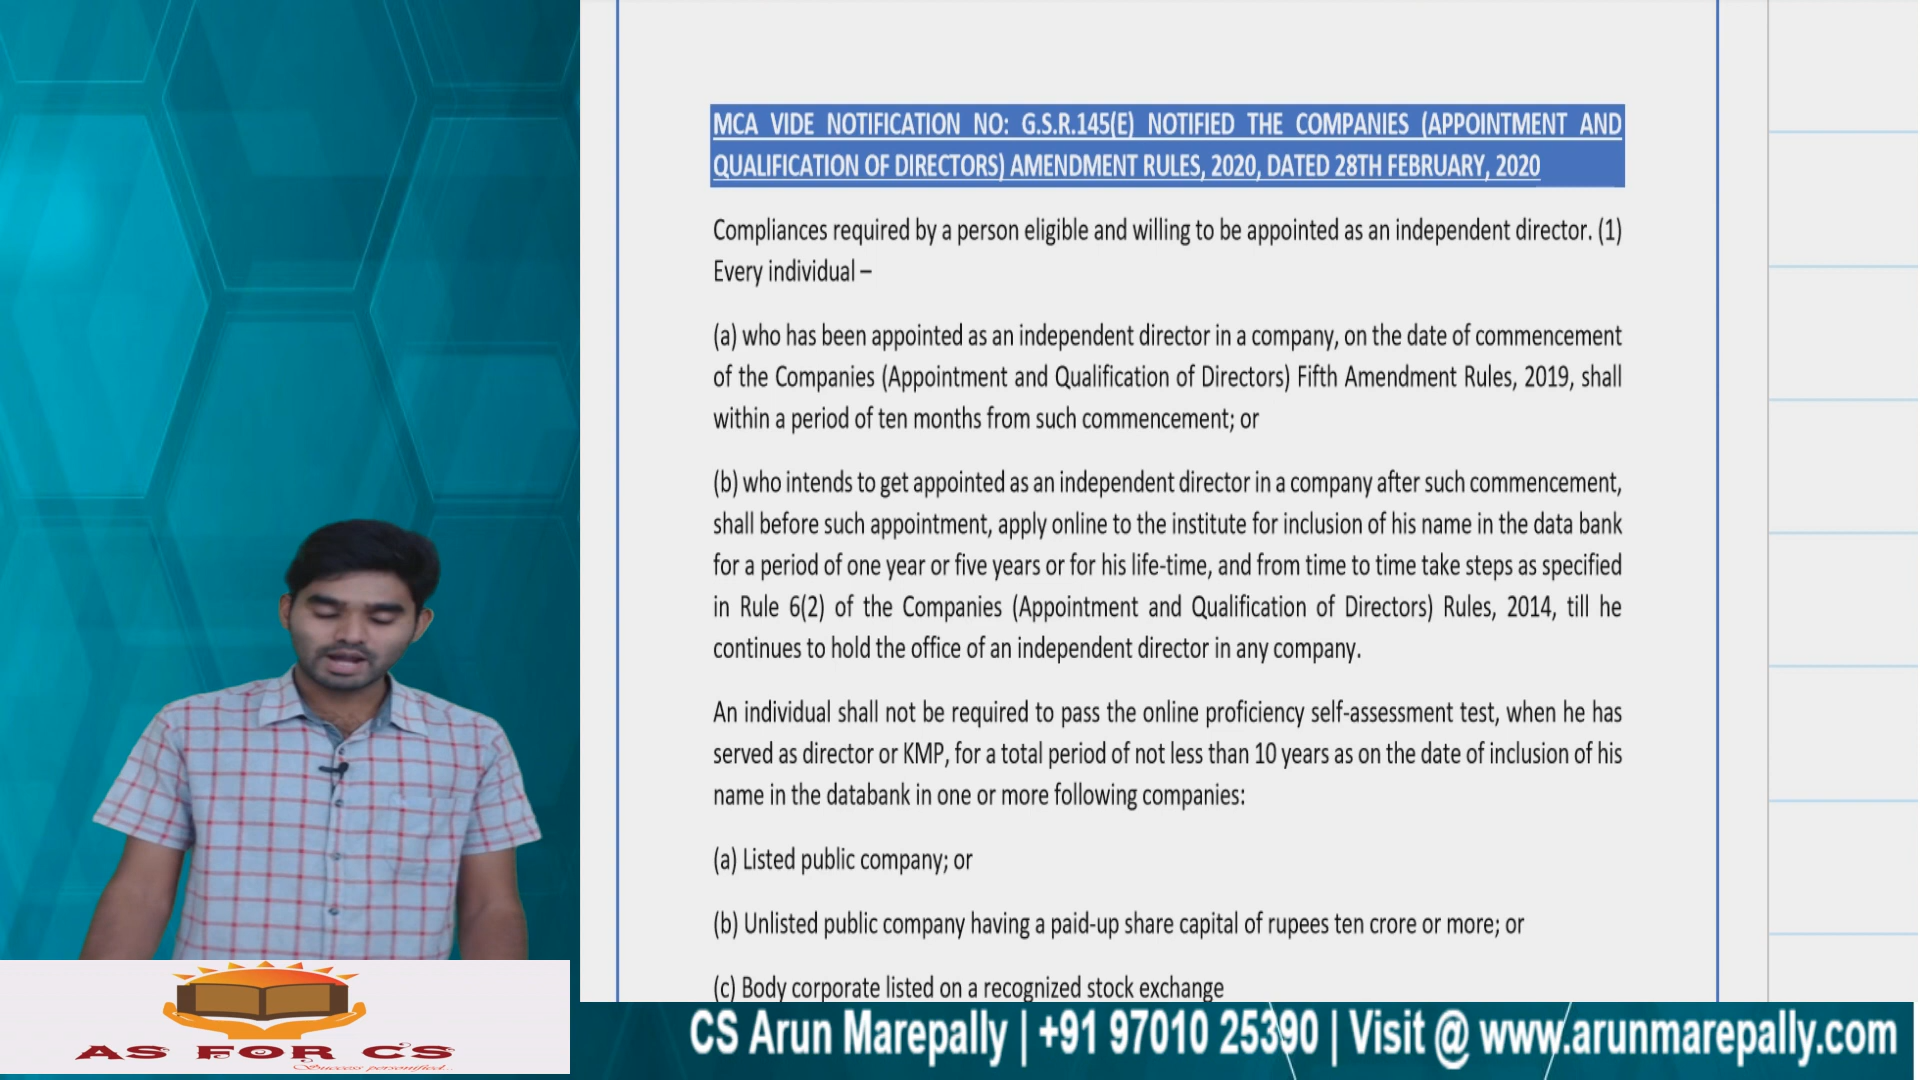 MCA VIDE NOTIFICATION NO: G.S.R.145(E) NOTIFIED THE COMPANIES (APPOINTMENT AND
QUALIFICATION OF DIRECTORS) AMENDMENT RULES, 2020, DATED 28TH FEBRUARY, 2020
Compliances required by a person eligible and willing to be appointed as an independent director. (1)
Every individual –
(a) who has been appointed as an independent director in a company, on the date of commencement
of the Companies (Appointment and Qualification of Directors) Fifth Amendment Rules, 2019, shall
within a period of ten months from such commencement; or
(b) who intends to get appointed as an independent director in a company after such commencement,
shall before such appointment, apply online to the institute for inclusion of his name in the data bank
for a period of one year or five years or for his life-time, and from time to time take steps as specified
in Rule 6(2) of the Companies (Appointment and Qualification of Directors) Rules, 2014, till he
continues to hold the office of an independent director in any company.
An individual shall not be required to pass the online proficiency self-assessment test, when he has
served as director or KMP, for a total period of not less than 10 years as on the date of inclusion of his
name in the databank in one or more following companies:
(a) Listed public company; or
(b) Unlisted public company having a paid-up share capital of rupees ten crore or more; or
(c) Body corporate listed on a recognized stock exchange
AS FOR CS
Success personified...
CS Arun Marepally | +91 97010 25390 | Visit @ www.arunmarepally.com